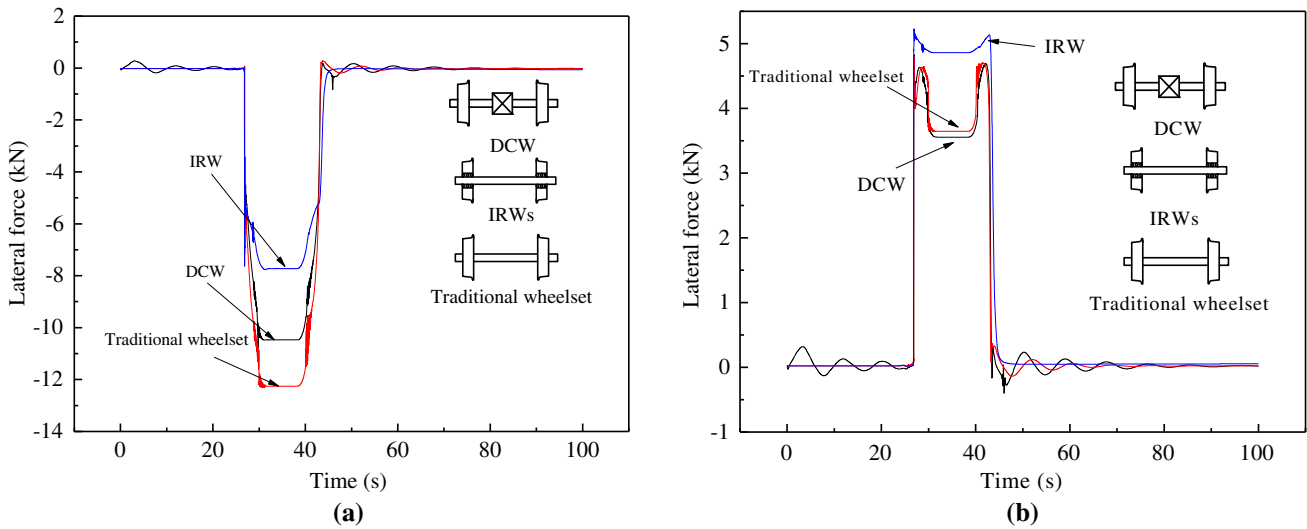 2
0
-2
-4
-6
-8
-10
-12
-14
Lateral force (kN)
IRW
DCW
Traditional wheelset
DCW
IRWs
Traditional wheelset
0 20 40 60 80 100
Time (s)
(a)
5
4
3
2
1
0
-1
Lateral force (kN)
IRW
Traditional wheelset
DCW
DCW
IRWs
Traditional wheelset
0 20 40 60 80 100
Time (s)
(b)